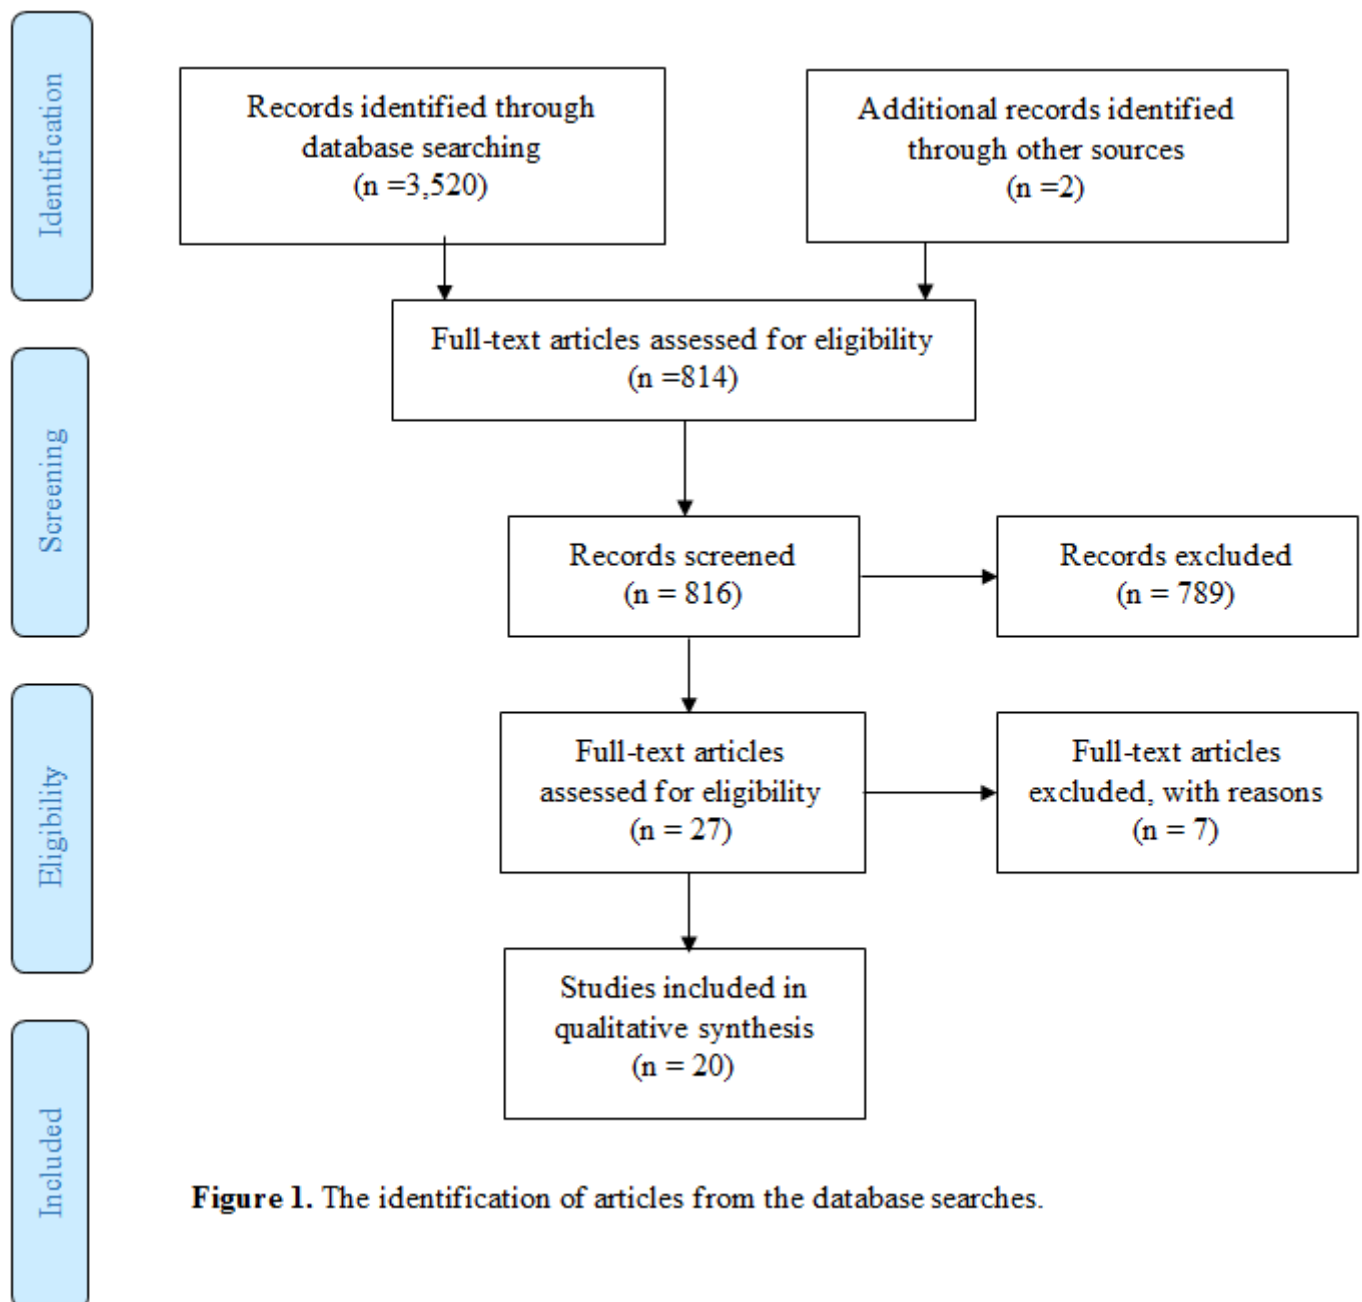 Identification
Records identified through
database searching
(n =3,520)
Additional records identified
through other sources
(n =2)
Full-text articles assessed for eligibility
(n =814)
Screening
Records screened
(n = 816)
Records excluded
(n = 789)
Eligibility
Full-text articles
assessed for eligibility
(n = 27)
Full-text articles
excluded, with reasons
(n = 7)
Included
Studies included in
qualitative synthesis
(n = 20)
Figure 1. The identification of articles from the database searches.